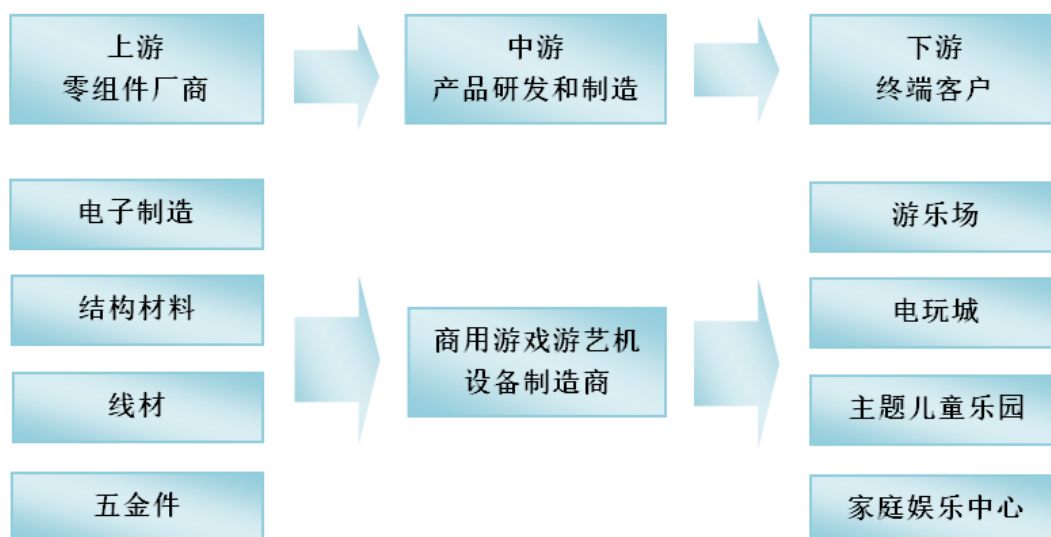 上游
零组件厂商
中游
产品研发和制造
下游
终端客户
电子制造
结构材料
线材
五金件
商用游戏游艺机
设备制造商
游乐场
电玩城
主题儿童乐园
家庭娱乐中心